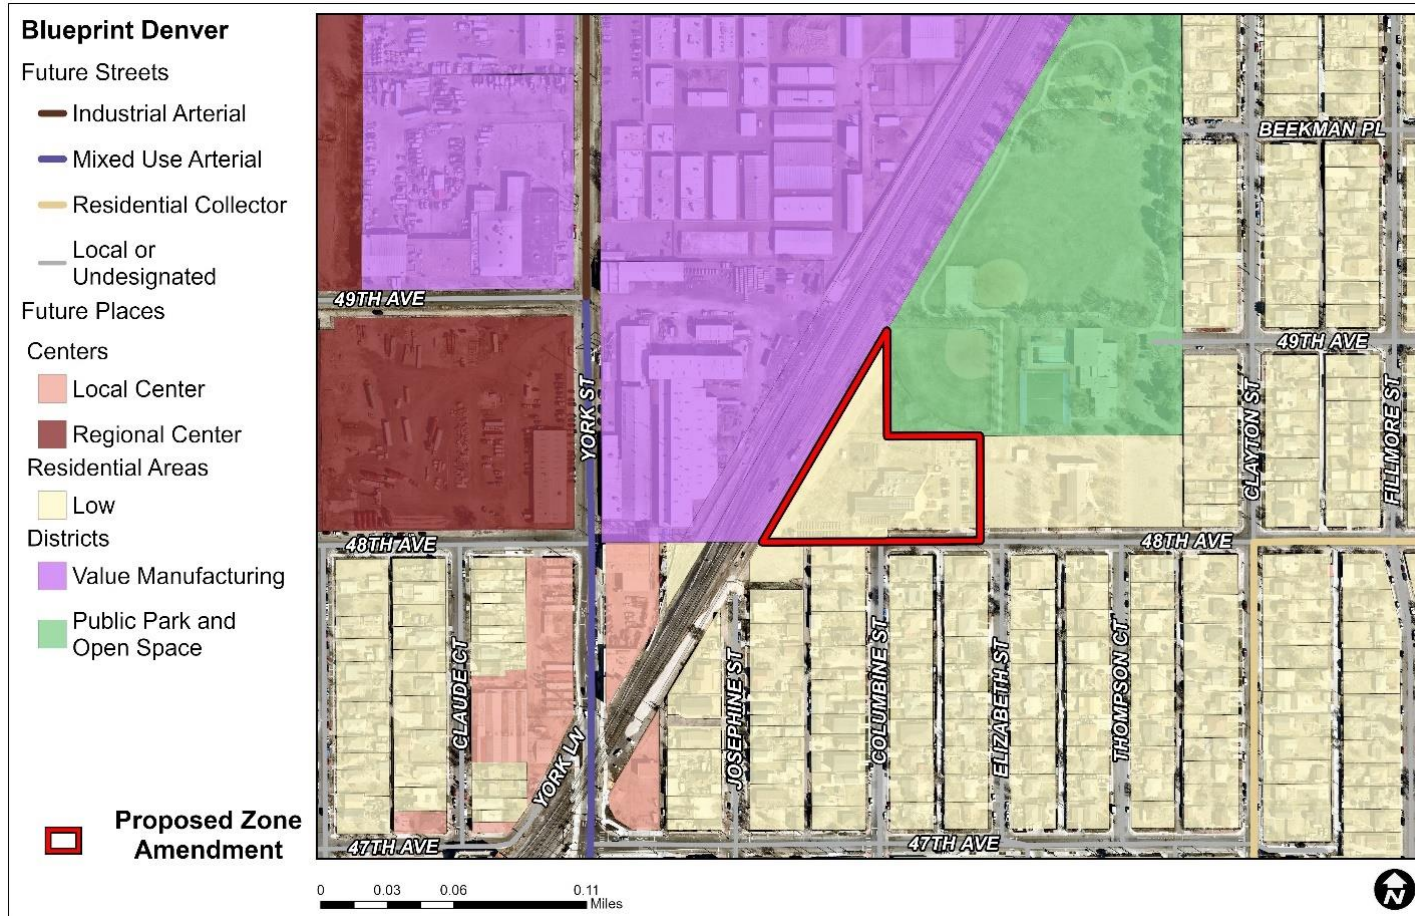 Blueprint Denver
Future Streets
Industrial Arterial
Mixed Use Arterial
Residential Collector
Local or
Undesignated
Future Places
Centers
Local Center
Regional Center
Residential Areas
Low
Districts
Value Manufacturing
Public Park and
Open Space
Proposed Zone
Amendment
BEEKMAN PL
49TH AVE
49TH AVE
YORK ST
CLAYTON ST
FILLMORE ST
48TH AVE
48TH AVE
CLAUDE CT
YORK LN
JOSEPHINE ST
COLUMBINE ST
ELIZABETH ST
THOMPSON CT
47TH AVE
47TH AVE
0 0.03 0.06 0.11
Miles
N